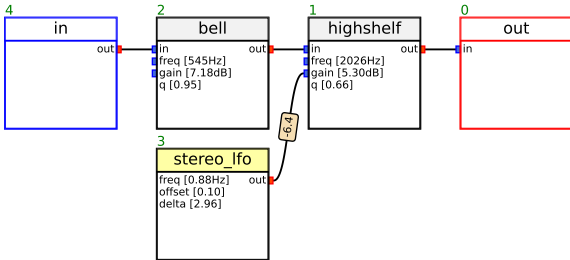 4
in
out
2
bell
in
out
freq [545Hz]
gain [7.18dB]
q [0.95]
1
highshelf
in
out
freq [2026Hz]
gain [5.30dB]
q [0.66]
0
out
in
-6.4
3
stereo_lfo
freq [0.88Hz]
out
offset [0.10]
delta [2.96]